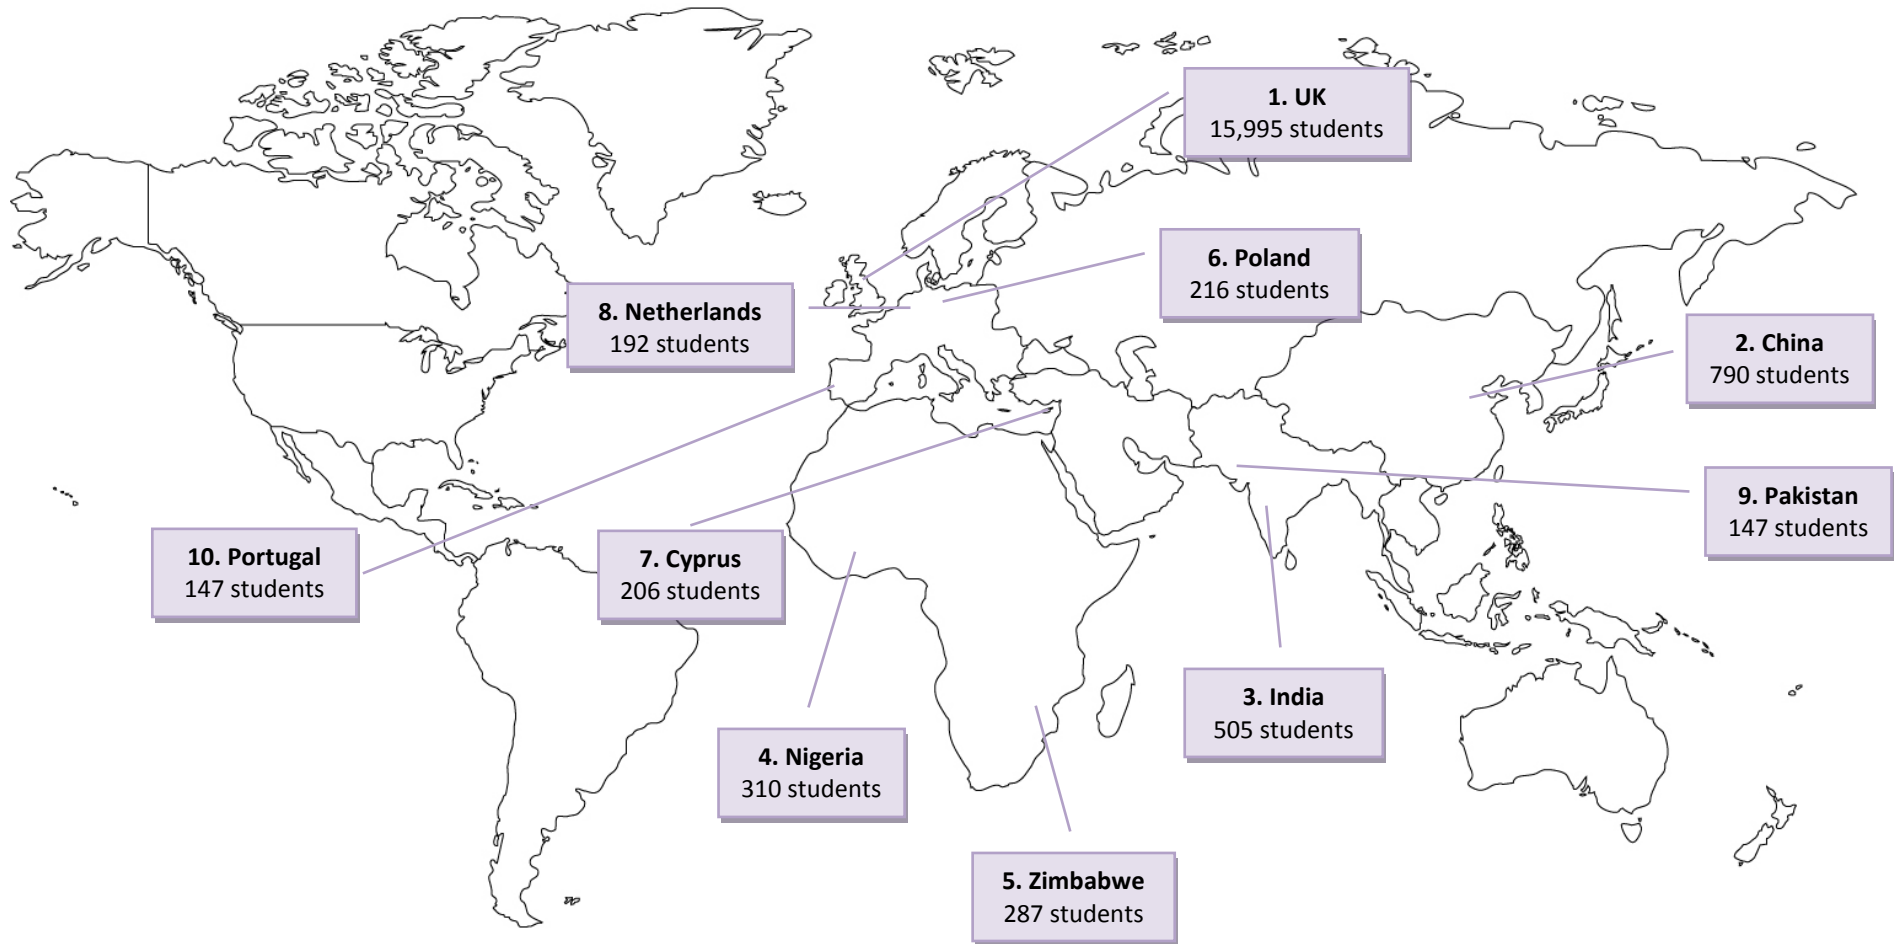 1. UK
15,995 students
6. Poland
216 students
8. Netherlands
192 students
2. China
790 students
9. Pakistan
147 students
10. Portugal
147 students
7. Cyprus
206 students
3. India
505 students
4. Nigeria
310 students
5. Zimbabwe
287 students